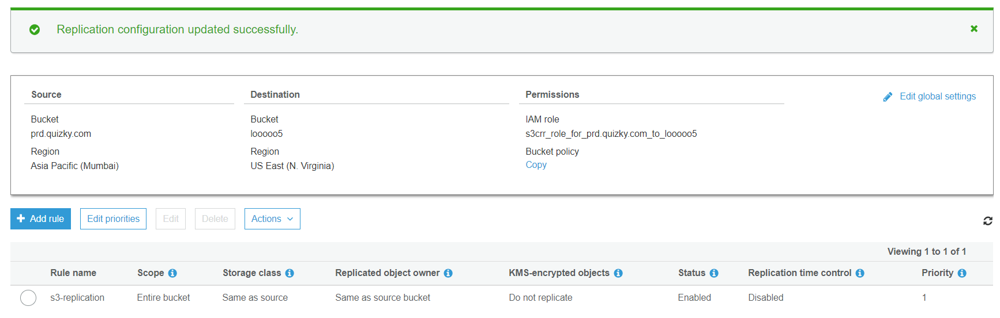 Replication configuration updated successfully.
Source
Destination
Permissions
Edit global settings
Bucket
Bucket
IAM role
prd.quizky.com
looooo5
s3crr_role_for_prd.quizky.com_to_looooo5
Region
Region
Bucket policy
Asia Pacific (Mumbai)
US East (N. Virginia)
Copy
Add rule
Edit priorities
Edit
Delete
Actions
Viewing 1 to 1 of 1
Rule name
Scope
Storage class
Replicated object owner
KMS-encrypted objects
Status
Replication time control
Priority
s3-replication
Entire bucket
Same as source
Same as source bucket
Do not replicate
Enabled
Disabled
1